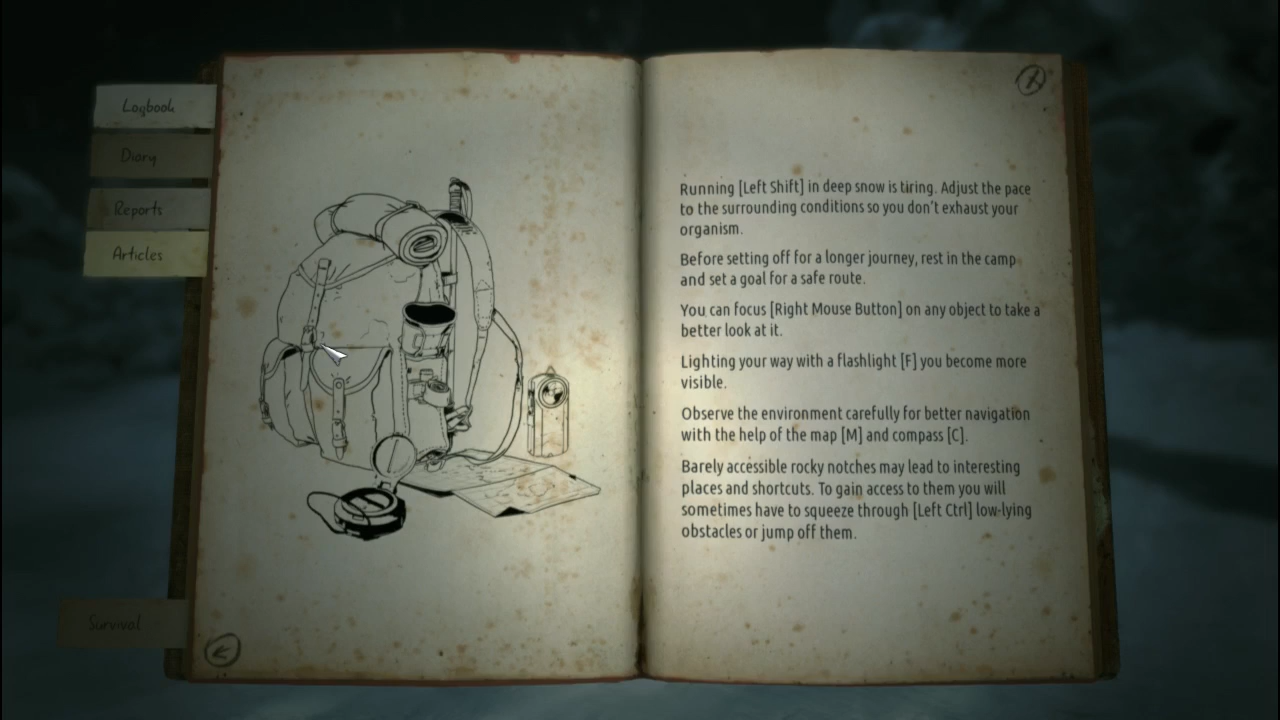 Logbook
Diary
Reports
Articles
Survival
Running [Left Shift] in deep snow is tiring. Adjust the pace
to the surrounding conditions so you don't exhaust your
organism.
Before setting off for a longer journey, rest in the camp
and set a goal for a safe route.
You can focus [Right Mouse Button] on any object to take a
better look at it.
Lighting your way with a flashlight [F] you become more
visible.
Observe the environment carefully for better navigation
with the help of the map [M] and compass [C].
Barely accessible rocky notches may lead to interesting
places and shortcuts. To gain access to them you will
sometimes have to squeeze through [Left Ctrl] low-lying
obstacles or jump off them.